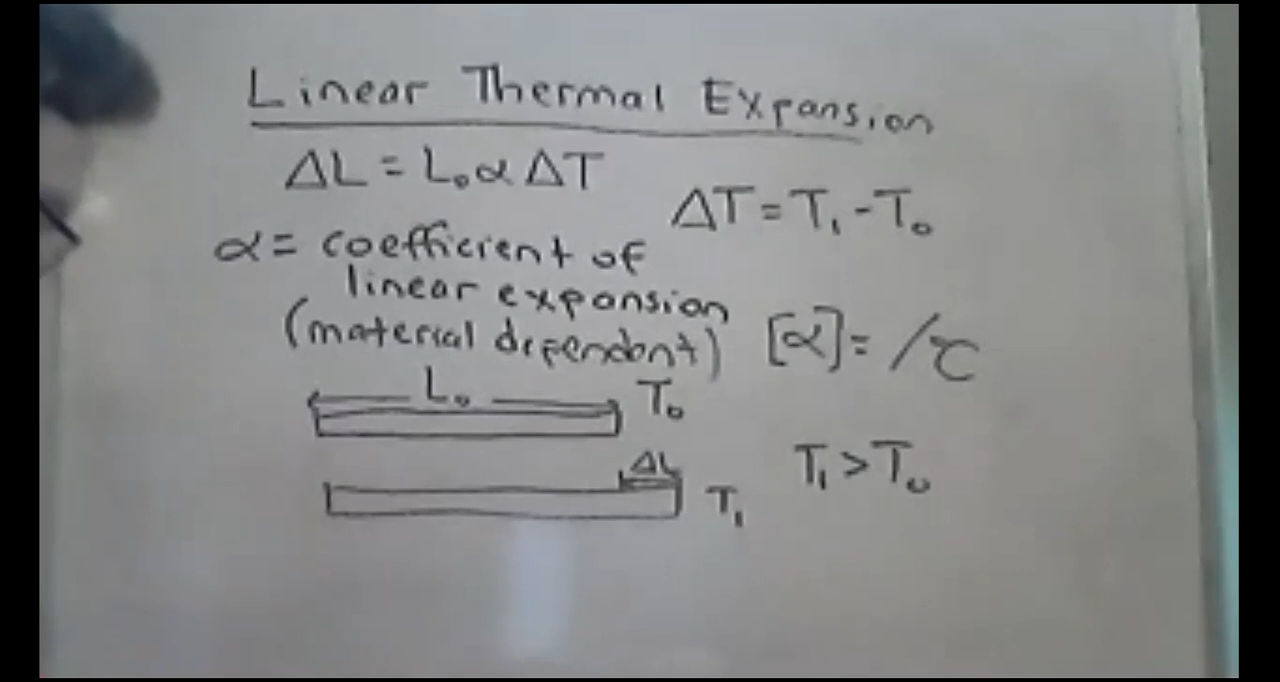 Linear Thermal Expansion
ΔL = L₀αΔT
ΔT = T₁ - T₀
α = coefficient of
linear expansion
(material dependent)
[α] = /°C
L₀
T₀
ΔL
T₁
T₁ > T₀